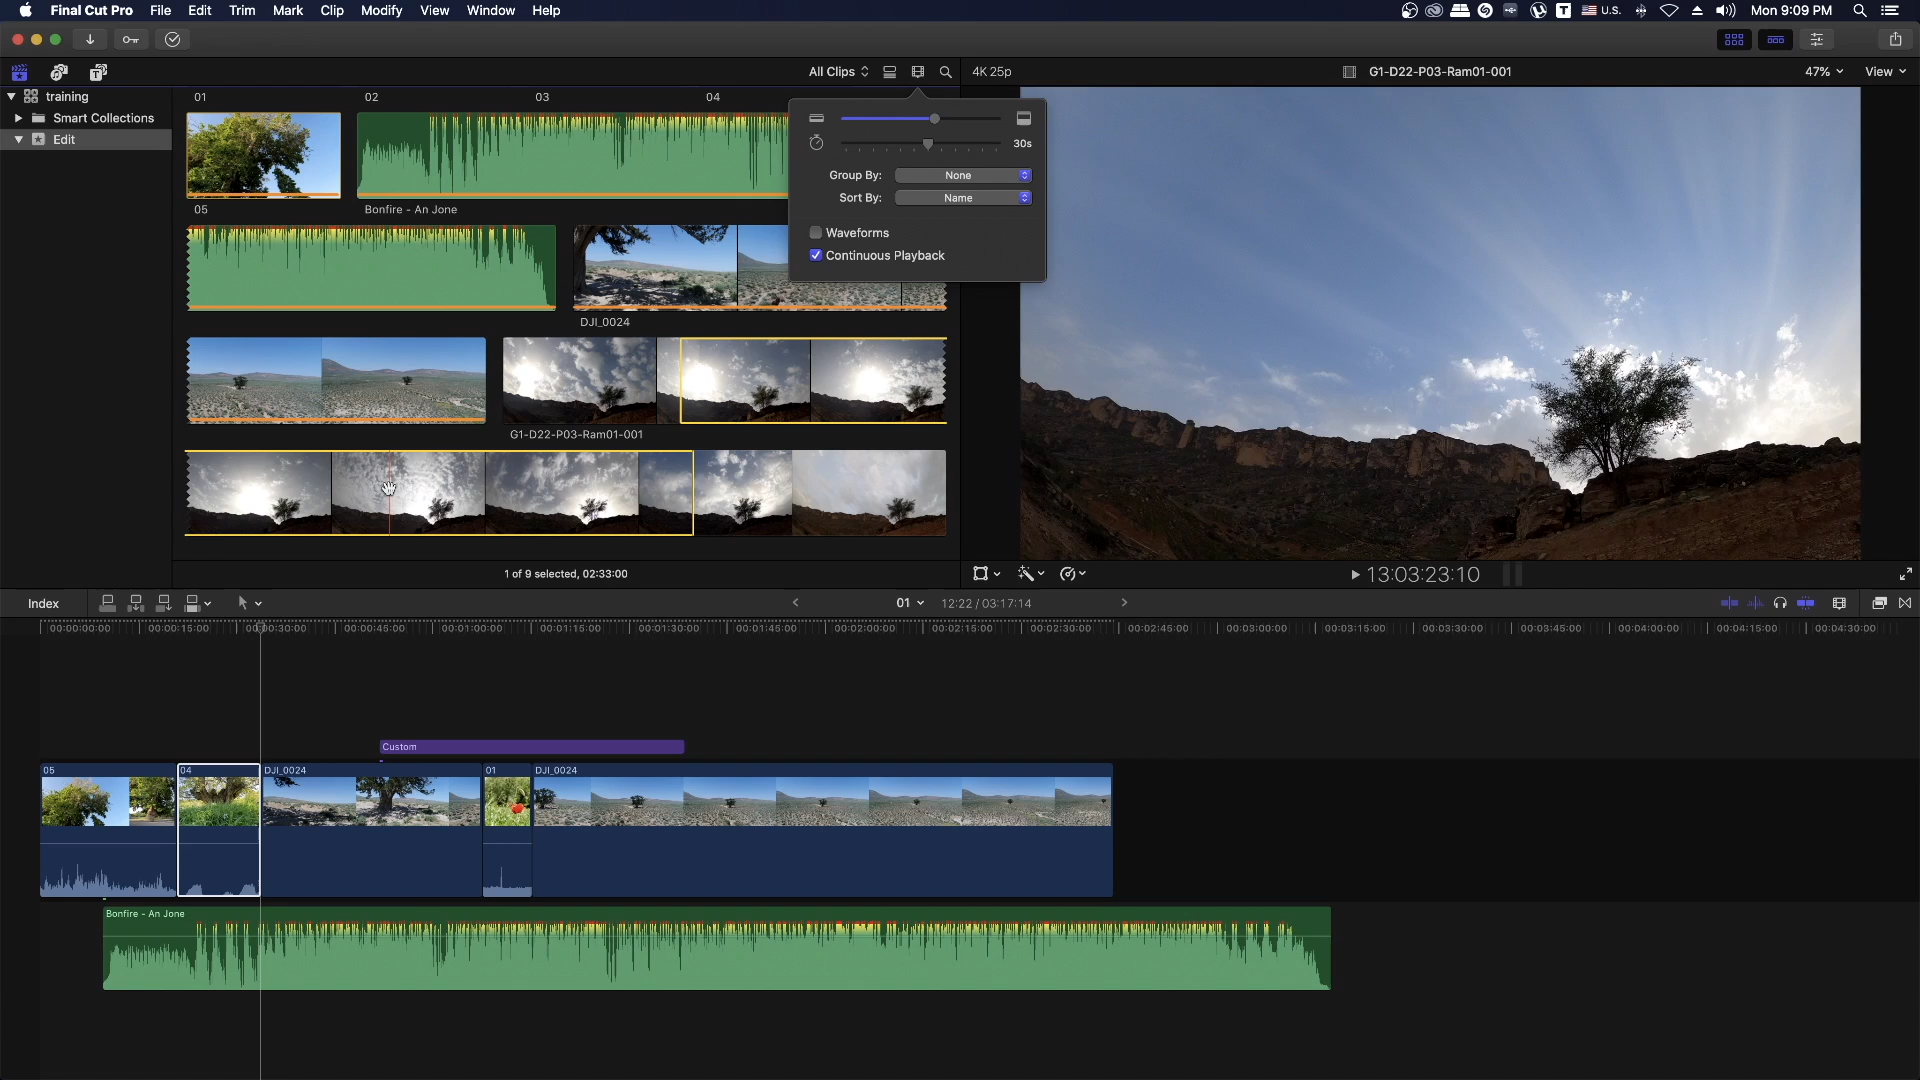 Final Cut Pro File Edit Trim Mark Clip Modify View Window Help U.S. Mon 9:09 PM
All Clips 4K 25p G1-D22-P03-Ram01-001 47% View
training
Smart Collections
Edit
01 02 03 04
05 Bonfire - An Jone
DJI_0024
G1-D22-P03-Ram01-001
30s
Group By: None
Sort By: Name
Waveforms
Continuous Playback
1 of 9 selected, 02:33:00
13:03:23:10
Index 01 12:22 / 03:17:14
00:00:00:00 00:00:15:00 00:00:30:00 00:00:45:00 00:01:00:00 00:01:15:00 00:01:30:00 00:01:45:00 00:02:00:00 00:02:15:00 00:02:30:00 00:02:45:00 00:03:00:00 00:03:15:00 00:03:30:00 00:03:45:00 00:04:00:00 00:04:15:00 00:04:30:00
Custom
05 04 DJI_0024 01 DJI_0024
Bonfire - An Jone